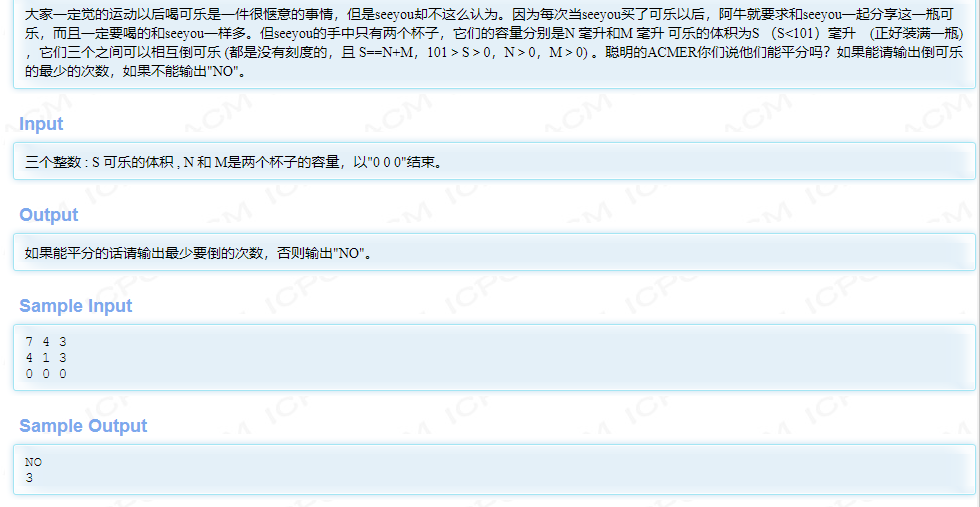 大家一定觉的运动以后喝可乐是一件很惬意的事情，但是seeyou却不这么认为。因为每次当seeyou买了可乐以后，阿牛就要求和seeyou一起分享这一瓶可
乐，而且一定要喝的和seeyou一样多。但seeyou的手中只有两个杯子，它们的容量分别是N 毫升和M 毫升 可乐的体积为S （S<101）毫升　(正好装满一瓶)
，它们三个之间可以相互倒可乐 (都是没有刻度的，且 S==N+M，101＞S＞0，N＞0，M＞0) 。聪明的ACMER你们说他们能平分吗？如果能请输出倒可乐
的最少的次数，如果不能输出"NO"。
Input
三个整数 : S 可乐的体积 , N 和 M是两个杯子的容量，以"0 0 0"结束。
Output
如果能平分的话请输出最少要倒的次数，否则输出"NO"。
Sample Input
7 4 3
4 1 3
0 0 0
Sample Output
NO
3